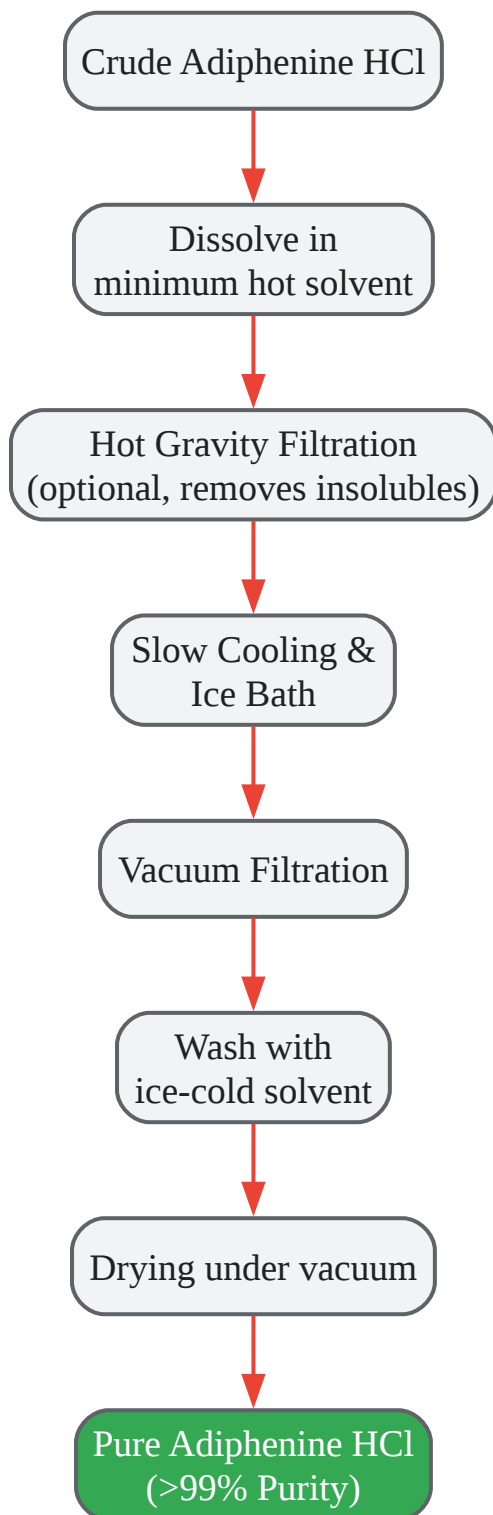 Crude Adiphenine HCl
Dissolve in
minimum hot solvent
Hot Gravity Filtration
(optional, removes insolubles)
Slow Cooling &
Ice Bath
Vacuum Filtration
Wash with
ice-cold solvent
Drying under vacuum
Pure Adiphenine HCl
(>99% Purity)